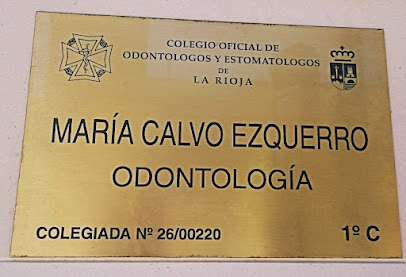 COLEGIO OFICIAL DE
ODONTOLOGOS Y ESTOMATOLOGOS
DE
LA RIOJA
MARÍA CALVO EZQUERRO
ODONTOLOGÍA
COLEGIADA Nº 26/00220 1º C